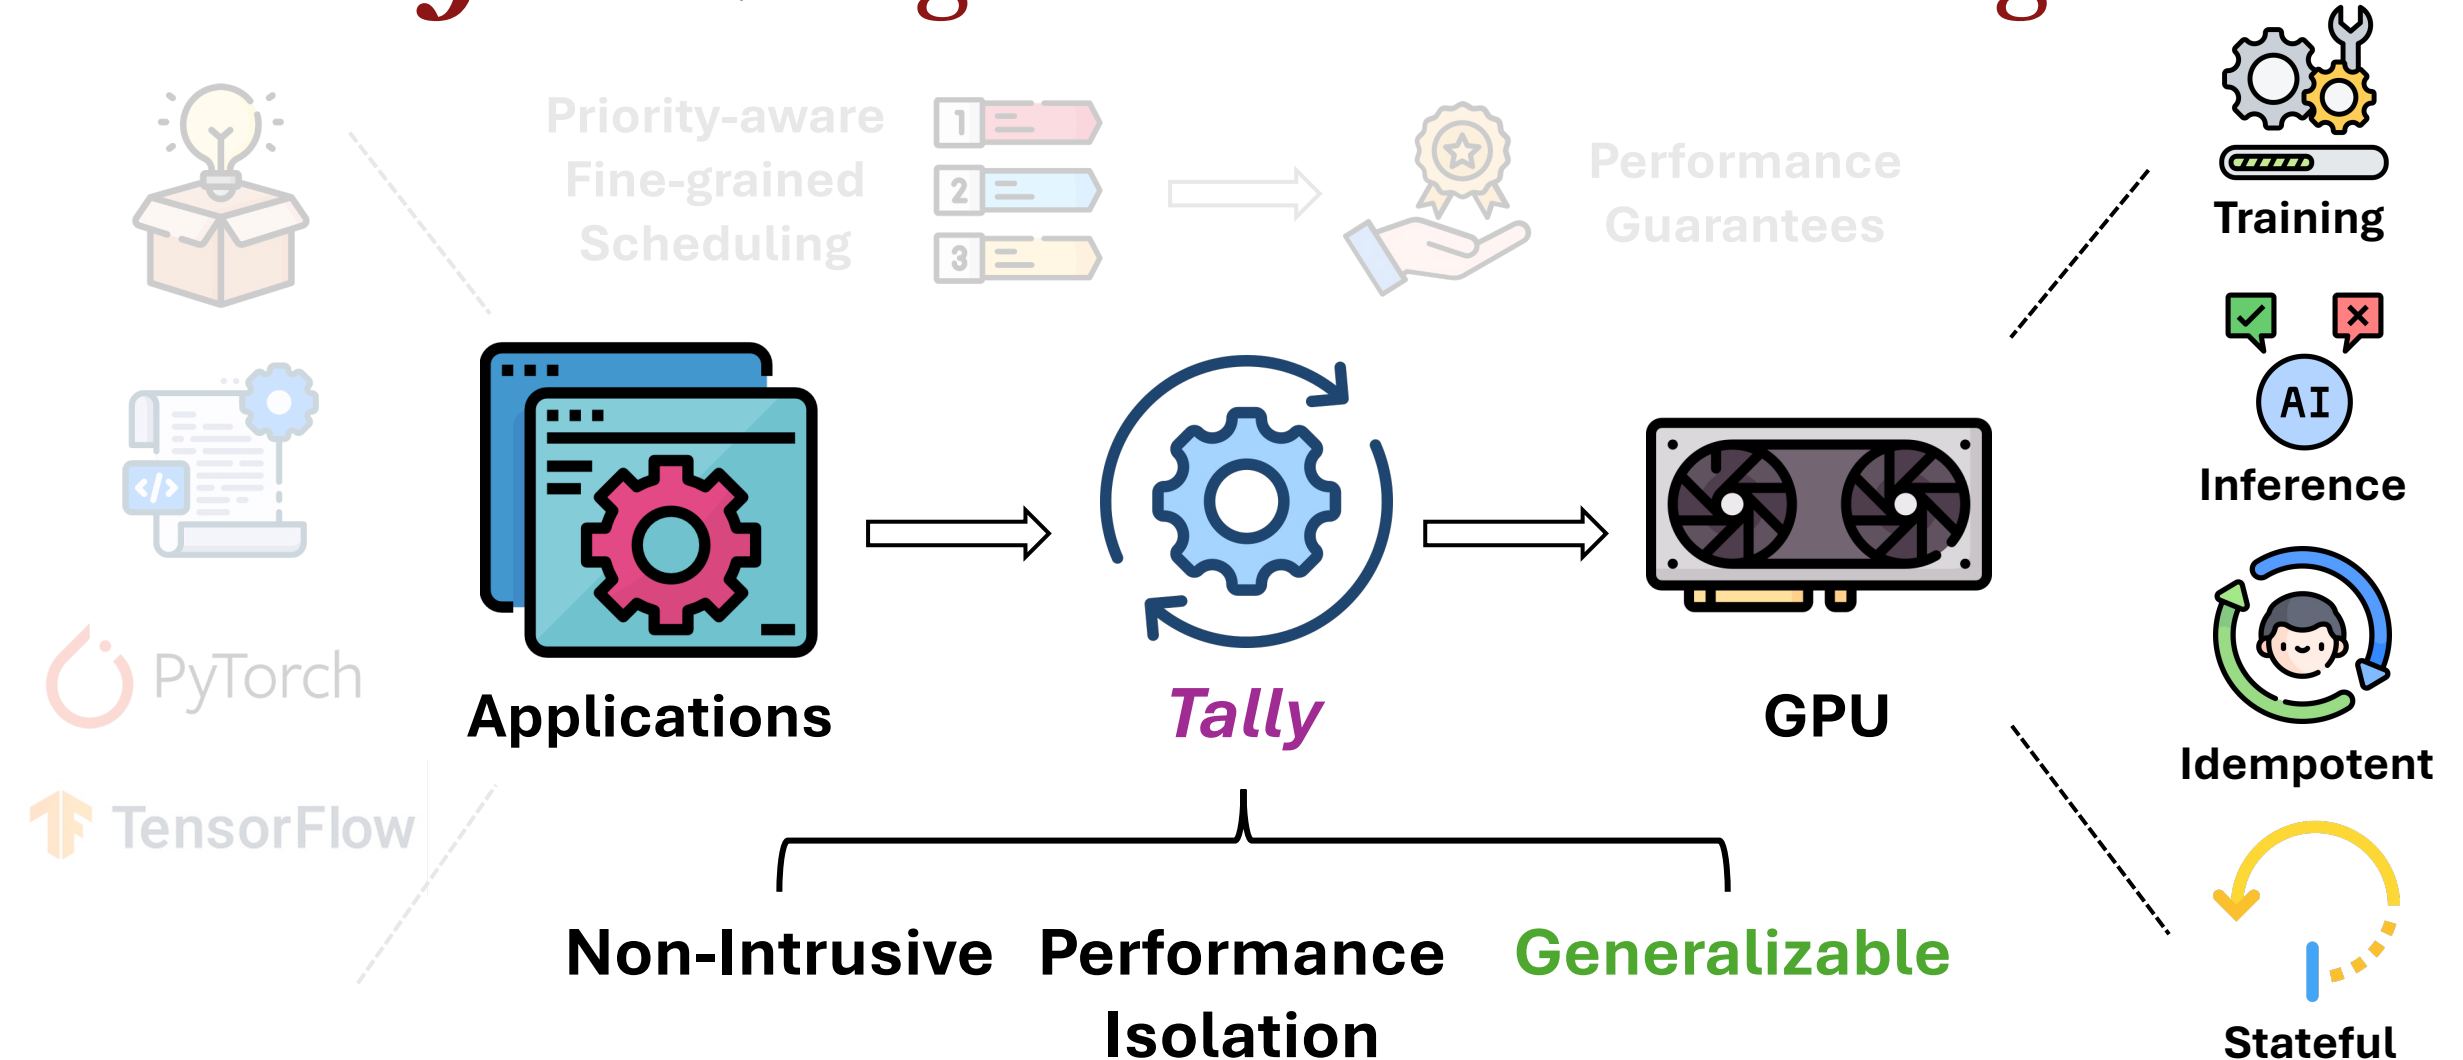 Priority-aware
Fine-grained
Scheduling
1
2
3
Performance
Guarantees
Training
AI
Inference
</>
PyTorch
TensorFlow
Applications
Tally
GPU
Idempotent
Non-Intrusive
Performance
Isolation
Generalizable
Stateful